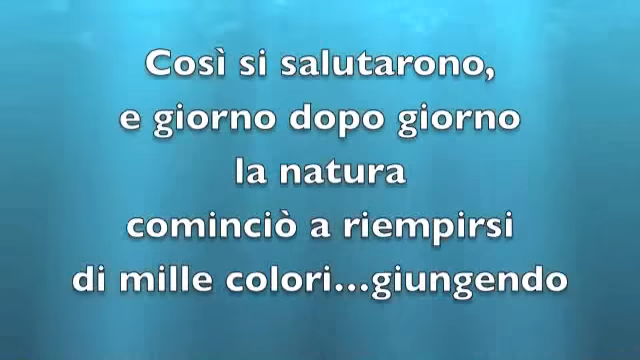 Così si salutarono,
e giorno dopo giorno
la natura
cominciò a riempirsi
di mille colori...giungendo